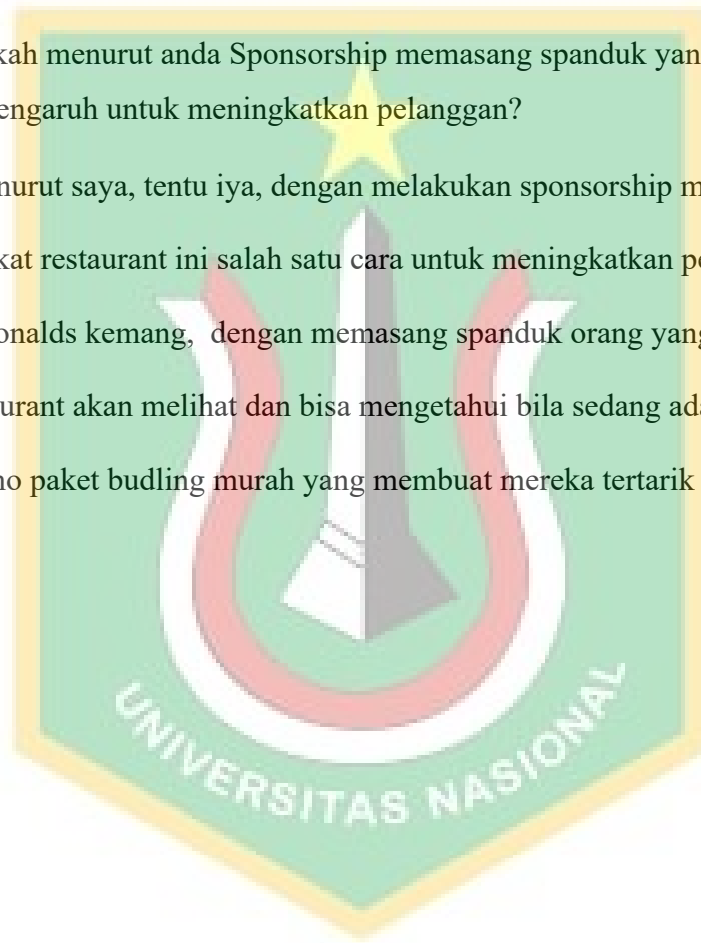 kah menurut anda Sponsorship memasang spanduk yan
engaruh untuk meningkatkan pelanggan?
nurut saya, tentu iya, dengan melakukan sponsorship m
kat restaurant ini salah satu cara untuk meningkatkan pe
onalds kemang, dengan memasang spanduk orang yang
urant akan melihat dan bisa mengetahui bila sedang ada
no paket budling murah yang membuat mereka tertarik
UNIVERSITAS NASIONAL